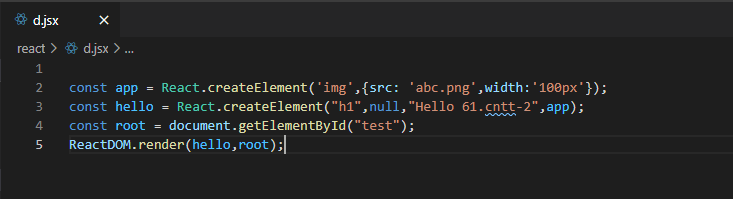 d.jsx ×
react > d.jsx > ...
1
2 const app = React.createElement('img',{src: 'abc.png',width:'100px'});
3 const hello = React.createElement("h1",null,"Hello 61.cntt-2",app);
4 const root = document.getElementById("test");
5 ReactDOM.render(hello,root);